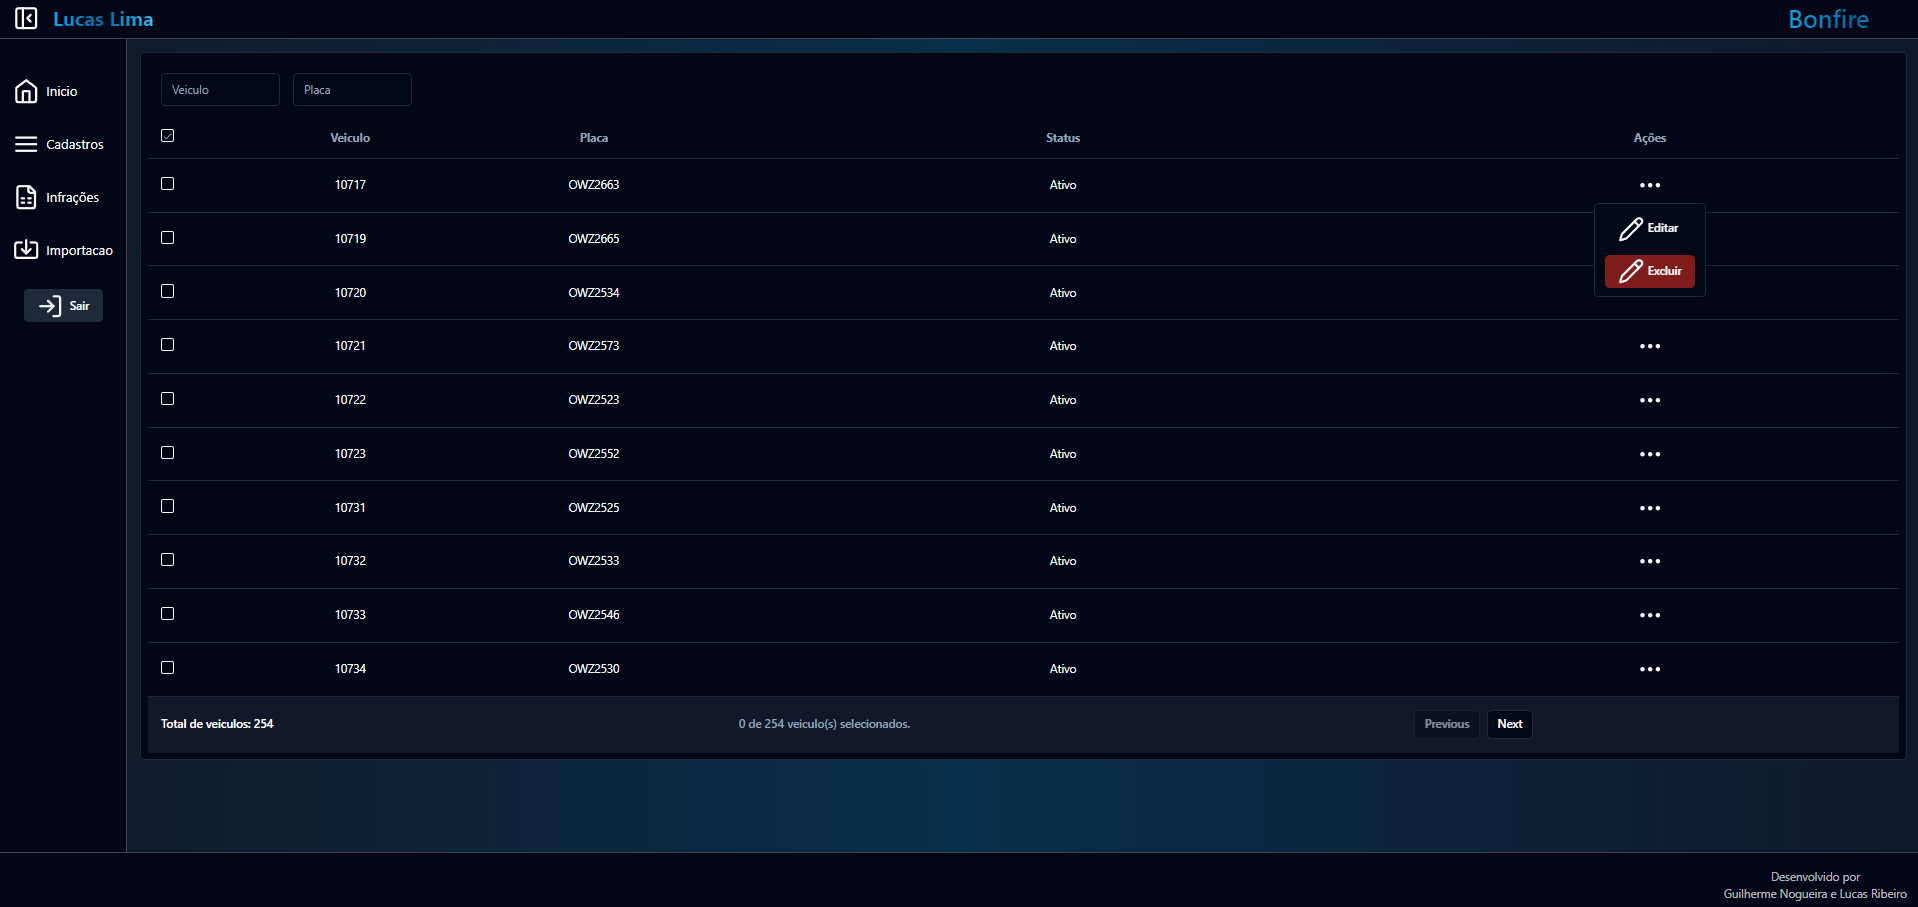 Lucas Lima
Bonfire
Inicio
Cadastros
Infrações
Importacao
Sair
Veiculo Placa
Veiculo Placa Status Ações
10717 OWZ2663 Ativo
Editar
10719 OWZ2665 Ativo
Excluir
10720 OWZ2534 Ativo
10721 OWZ2573 Ativo
10722 OWZ2523 Ativo
10723 OWZ2552 Ativo
10731 OWZ2525 Ativo
10732 OWZ2533 Ativo
10733 OWZ2546 Ativo
10734 OWZ2530 Ativo
Total de veiculos: 254 0 de 254 veiculo(s) selecionados. Previous Next
Desenvolvido por
Guilherme Nogueira e Lucas Ribeiro